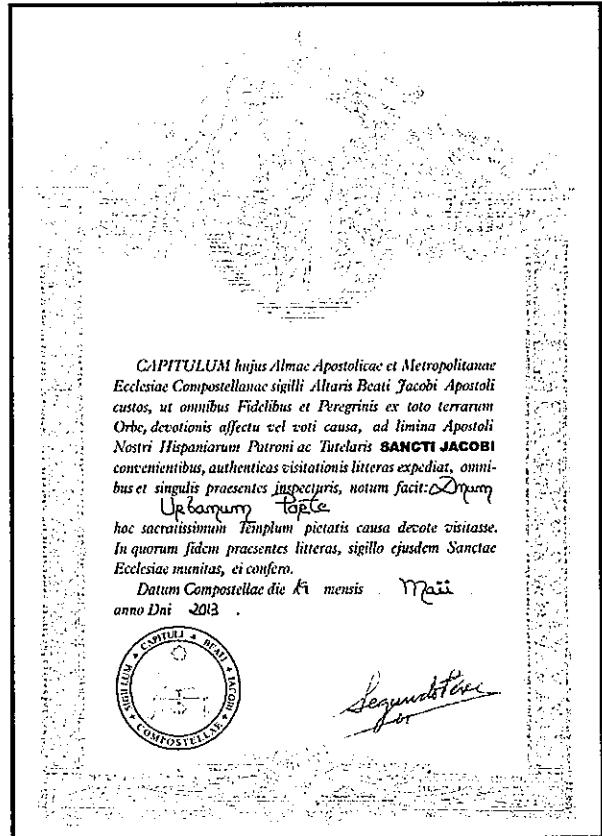 CAPITULUM hujus Almae Apostolicae et Metropolitanae
Ecclesiae Compostellanae sigilli Altaris Beati Jacobi Apostoli
custos, ut omnibus Fidelibus et Peregrinis ex toto terrarum
Orbe, devotionis affectu vel voti causa, ad limina Apostoli
Nostri Hispaniarum Patroni ac Tutelaris SANCTI JACOBI
convenientibus, authenticas visitationis litteras expediat, omni-
bus et singulis praesentes inspecturis, notum facit: Dnum
Urbanum
hoc sacratissimum Templum pietatis causa devote visitasse.
In quorum fidem praesentes litteras, sigillo ejusdem Sanctae
Ecclesiae munitas, ei confero.
Datum Compostellae die mensis Maii
anno Dni 2013 .
SIGILLUM CAPITULI BEATI JACOBI COMPOSTELLAE